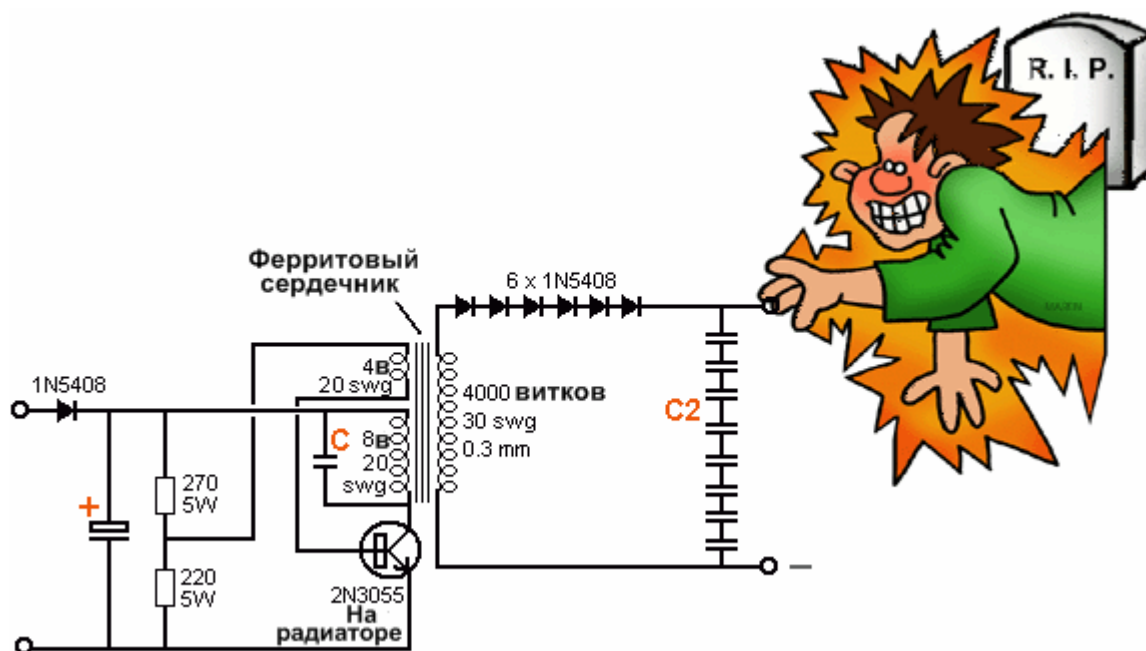 R. I. P.
Ферритовый
сердечник
6 x 1N5408
1N5408
4в
20 swg
4000 витков
30 swg
0.3 mm
C
8в
20
swg
C2
270
5W
+
220
5W
2N3055
На
радиаторе
—